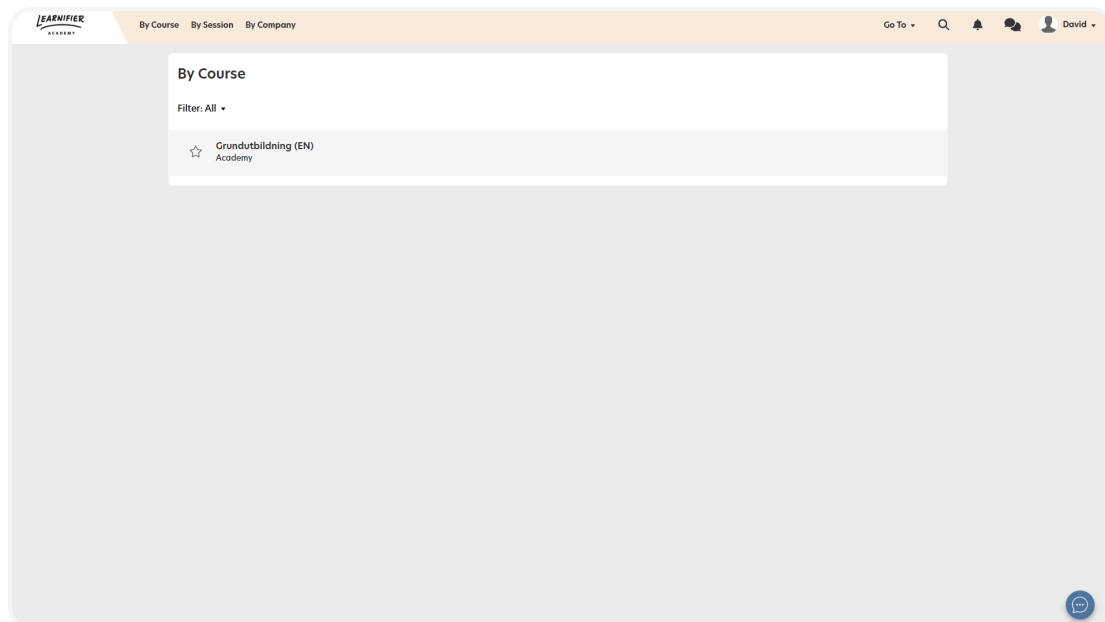 LEARNIFIER
ACADEMY
By Course By Session By Company
Go To
David
By Course
Filter: All
Grundutbildning (EN)
Academy